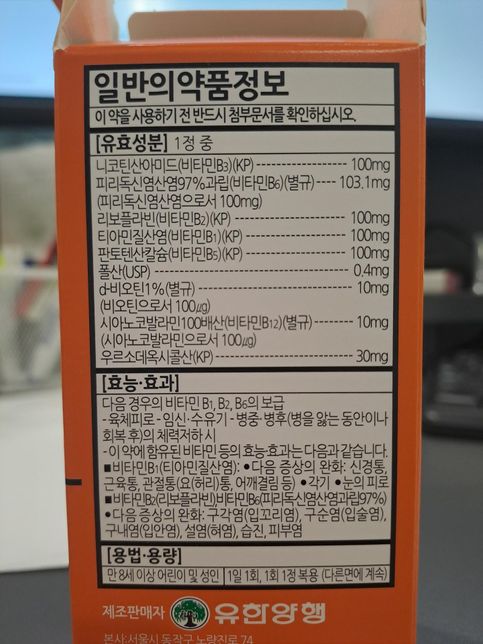 일반의약품정보
이 약을 사용하기 전 반드시 첨부문서를 확인하십시오.
[유효성분] 1정 중
니코틴산아미드(비타민B3)(KP) 100mg
피리독신염산염97%과립(비타민B6)(별규) 103.1mg
(피리독신염산염으로서 100mg)
리보플라빈(비타민B2)(KP) 100mg
티아민질산염(비타민B1)(KP) 100mg
판토텐산칼슘(비타민B5)(KP) 100mg
폴산(USP) 0.4mg
d-비오틴1%(별규) 10mg
(비오틴으로서 100㎍)
시아노코발라민100배산(비타민B12)(별규) 10mg
(시아노코발라민으로서 100㎍)
우르소데옥시콜산(KP) 30mg
[효능·효과]
다음 경우의 비타민 B1, B2, B6의 보급
- 육체피로 - 임신·수유기 - 병중·병후(병을 앓는 동안이나
회복 후)의 체력저하 시
- 이 약에 함유된 비타민 등의 효능·효과는 다음과 같습니다.
■비타민B1(티아민질산염): •다음 증상의 완화: 신경통,
근육통, 관절통(요(허리)통, 어깨결림 등) •각기 •눈의 피로
■비타민B2(리보플라빈)비타민B6(피리독신염산염과립97%)
•다음 증상의 완화: 구각염(입꼬리염), 구순염(입술염),
구내염(입안염), 설염(혀염), 습진, 피부염
[용법·용량]
만 8세 이상 어린이 및 성인 1일 1회, 1회 1정 복용 (다른면에 계속)
제조판매자 유한양행
본사:서울시 동작구 노량진로 74